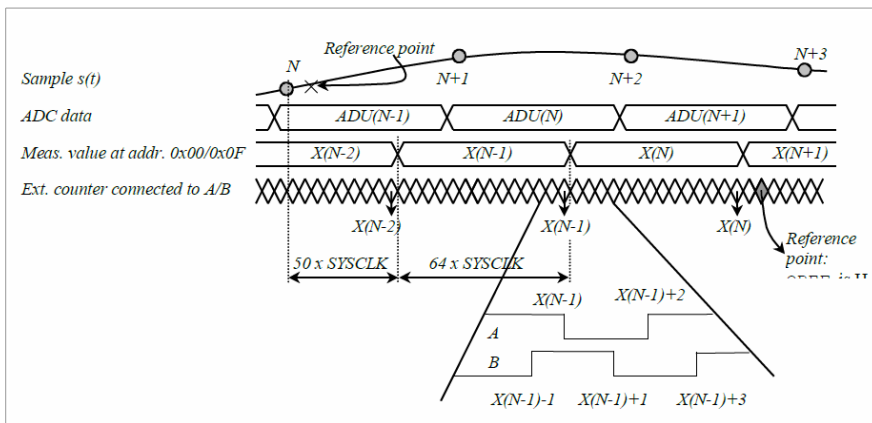 Reference point
N
N+1
N+2
N+3
Sample s(t)
ADC data
ADU(N-1)
ADU(N)
ADU(N+1)
Meas. value at addr. 0x00/0x0F
X(N-2)
X(N-1)
X(N)
X(N+1)
Ext. counter connected to A/B
X(N-2)
X(N-1)
X(N)
Reference
point:
is H
50 x SYSCLK
64 x SYSCLK
X(N-1)
X(N-1)+2
A
B
X(N-1)-1
X(N-1)+1
X(N-1)+3